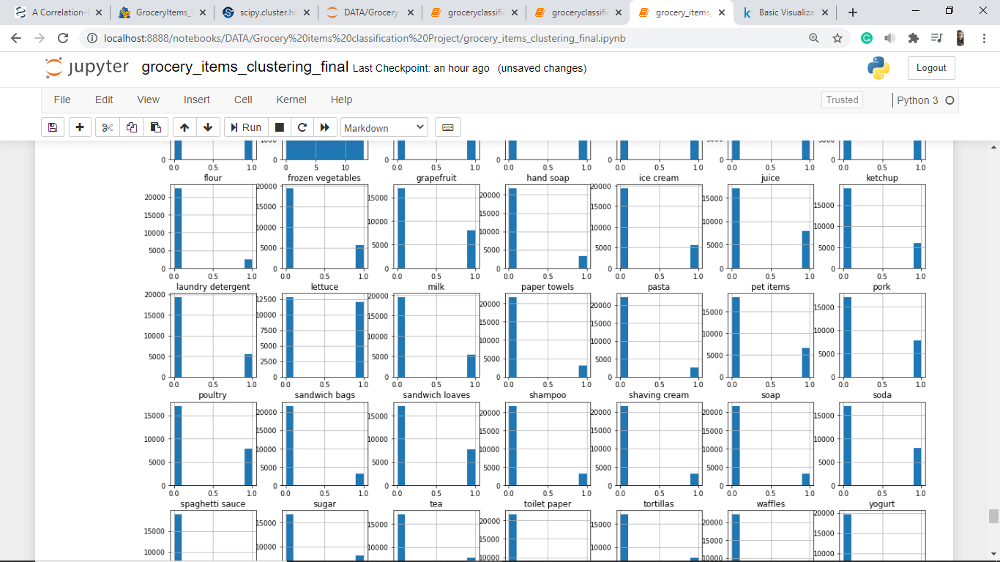 A Correlation-
GroceryItems_
scipy.cluster.hi
DATA/Grocery
groceryclassific
groceryclassific
grocery_items_
Basic Visualiza
localhost:8888/notebooks/DATA/Grocery%20items%20classification%20Project/grocery_items_clustering_final.ipynb
jupyter grocery_items_clustering_final Last Checkpoint: an hour ago (unsaved changes)
Logout
File Edit View Insert Cell Kernel Help
Trusted
Python 3
Run
Markdown
0 0 0 0 0 0 0
0.0 0.5 1.0 0 5 10 0.0 0.5 1.0 0.0 0.5 1.0 0.0 0.5 1.0 0.0 0.5 1.0 0.0 0.5 1.0
flour frozen vegetables grapefruit hand soap ice cream juice ketchup
20000 20000 15000 20000 20000 15000 15000
15000 15000 10000 15000 15000 10000 10000
10000 10000 5000 10000 10000 5000 5000
5000 5000 0 5000 5000 0 0
0 0 0 0
0.0 0.5 1.0 0.0 0.5 1.0 0.0 0.5 1.0 0.0 0.5 1.0 0.0 0.5 1.0 0.0 0.5 1.0 0.0 0.5 1.0
laundry detergent lettuce milk paper towels pasta pet items pork
20000 12500 20000 20000 20000 15000 15000
15000 10000 15000 15000 15000 10000 10000
10000 7500 10000 10000 10000 5000 5000
5000 5000 5000 5000 5000 0 0
0 2500 0 0 0
0
0.0 0.5 1.0 0.0 0.5 1.0 0.0 0.5 1.0 0.0 0.5 1.0 0.0 0.5 1.0 0.0 0.5 1.0 0.0 0.5 1.0
poultry sandwich bags sandwich loaves shampoo shaving cream soap soda
15000 20000 15000 20000 20000 20000 15000
10000 15000 10000 15000 15000 15000 10000
5000 10000 5000 10000 10000 10000 5000
0 5000 0 5000 5000 5000 0
0 0 0 0
0.0 0.5 1.0 0.0 0.5 1.0 0.0 0.5 1.0 0.0 0.5 1.0 0.0 0.5 1.0 0.0 0.5 1.0 0.0 0.5 1.0
spaghetti sauce sugar tea toilet paper tortillas waffles yogurt
15000 15000 15000 20000 15000 20000 20000
10000 10000 10000 15000 10000 15000 15000
10000 10000 10000